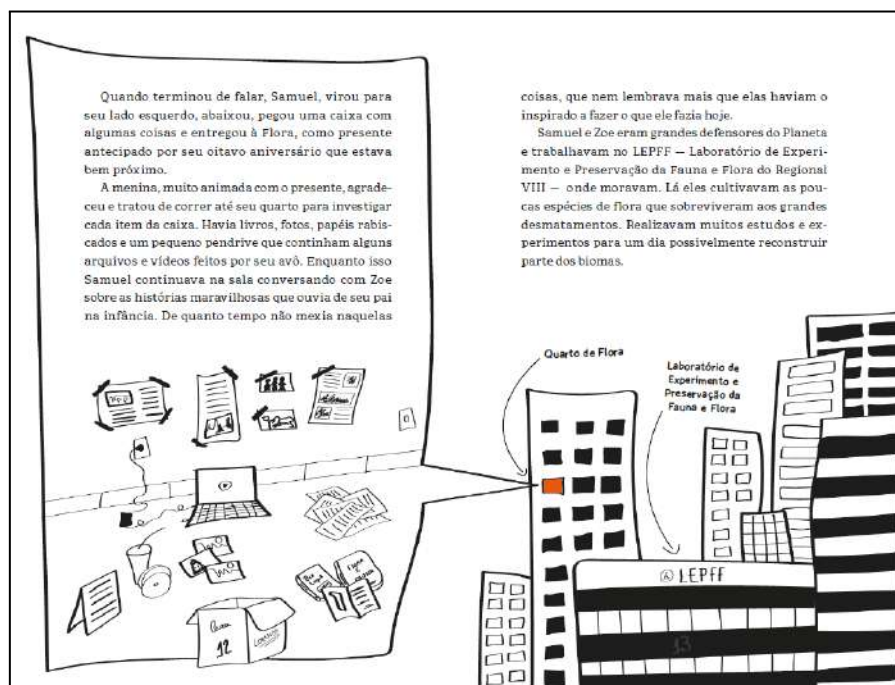 Quando terminou de falar, Samuel, virou para
seu lado esquerdo, abaixou, pegou uma caixa com
algumas coisas e entregou à Flora, como presente
antecipado por seu oitavo aniversário que estava
bem próximo.
A menina, muito animada com o presente, agrade-
ceu e tratou de correr até seu quarto para investigar
cada item da caixa. Havia livros, fotos, papéis rabis-
cados e um pequeno pendrive que continham alguns
arquivos e vídeos feitos por seu avô. Enquanto isso
Samuel continuava na sala conversando com Zoe
sobre as histórias maravilhosas que ouvia de seu pai
na infância. De quanto tempo não mexia naquelas
coisas, que nem lembrava mais que elas haviam o
inspirado a fazer o que ele fazia hoje.
Samuel e Zoe eram grandes defensores do Planeta
e trabalhavam no LEPFF — Laboratório de Experi-
mento e Preservação da Fauna e Flora do Regional
VIII — onde moravam. Lá eles cultivavam as pou-
cas espécies de flora que sobreviveram aos grandes
desmatamentos. Realizavam muitos estudos e ex-
perimentos para um dia possivelmente reconstruir
parte dos biomas.
Quarto de Flora
Laboratório de
Experimento e
Preservação da
Fauna e Flora
LEPFF
12
13